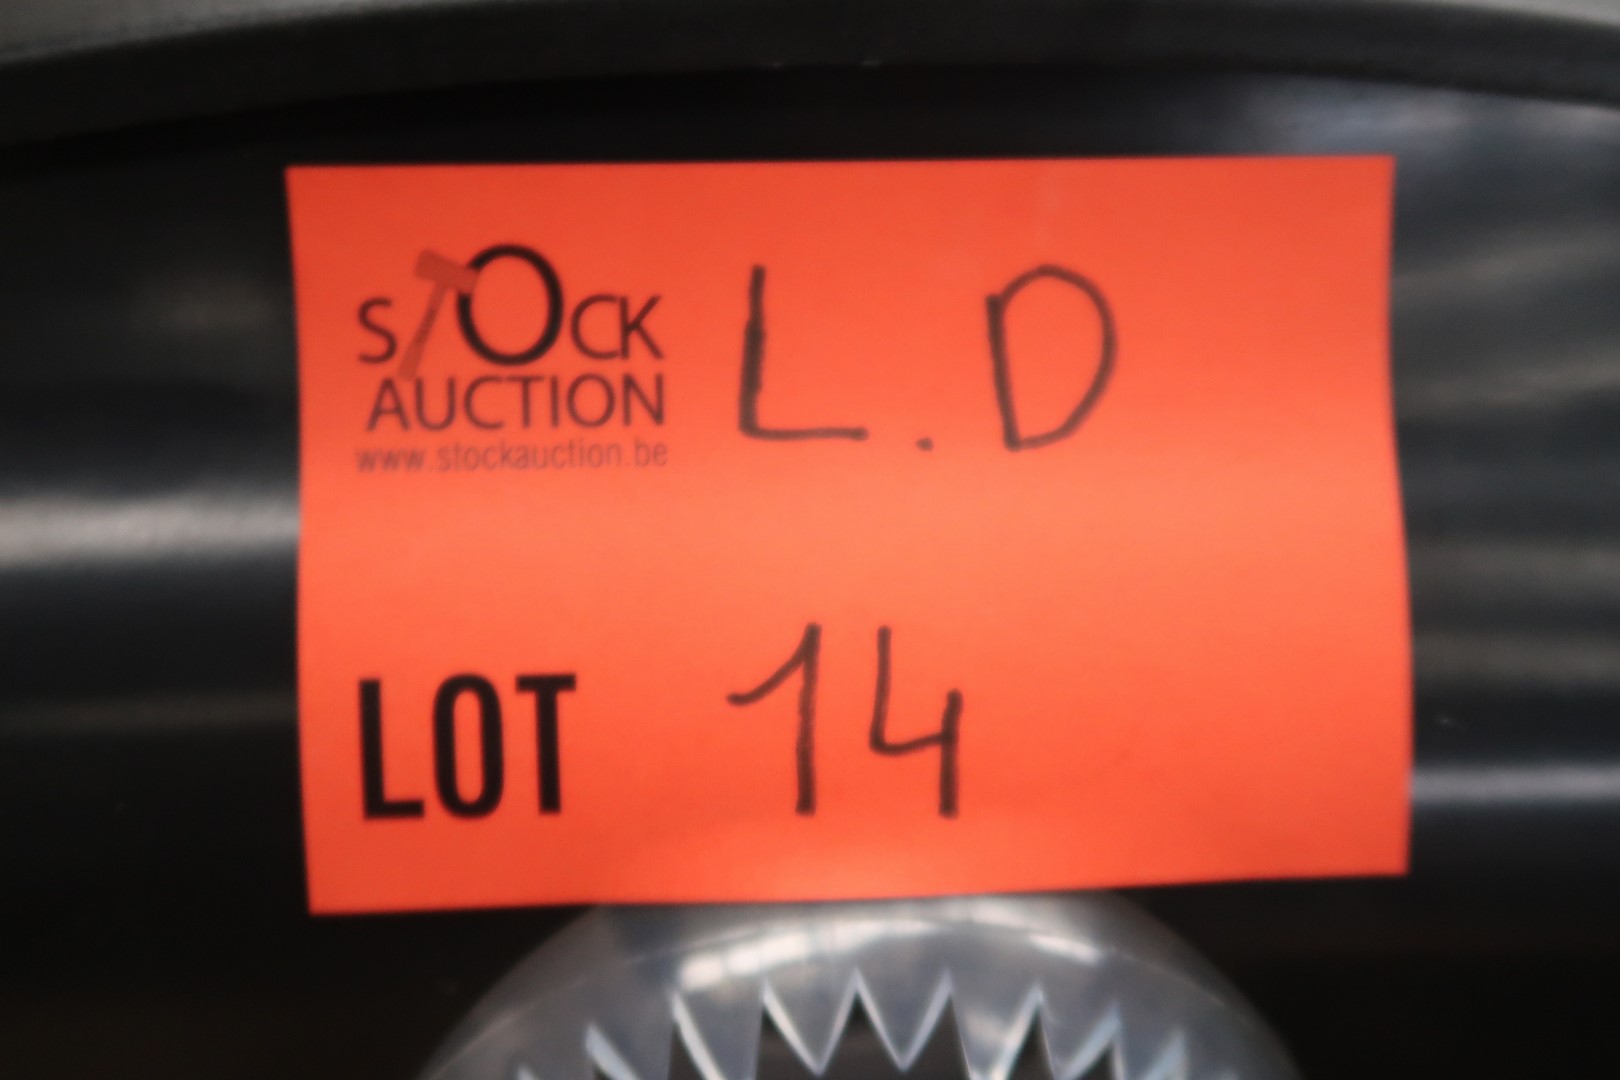 STOCK L.D
AUCTION
www.stockauction.be
LOT 14